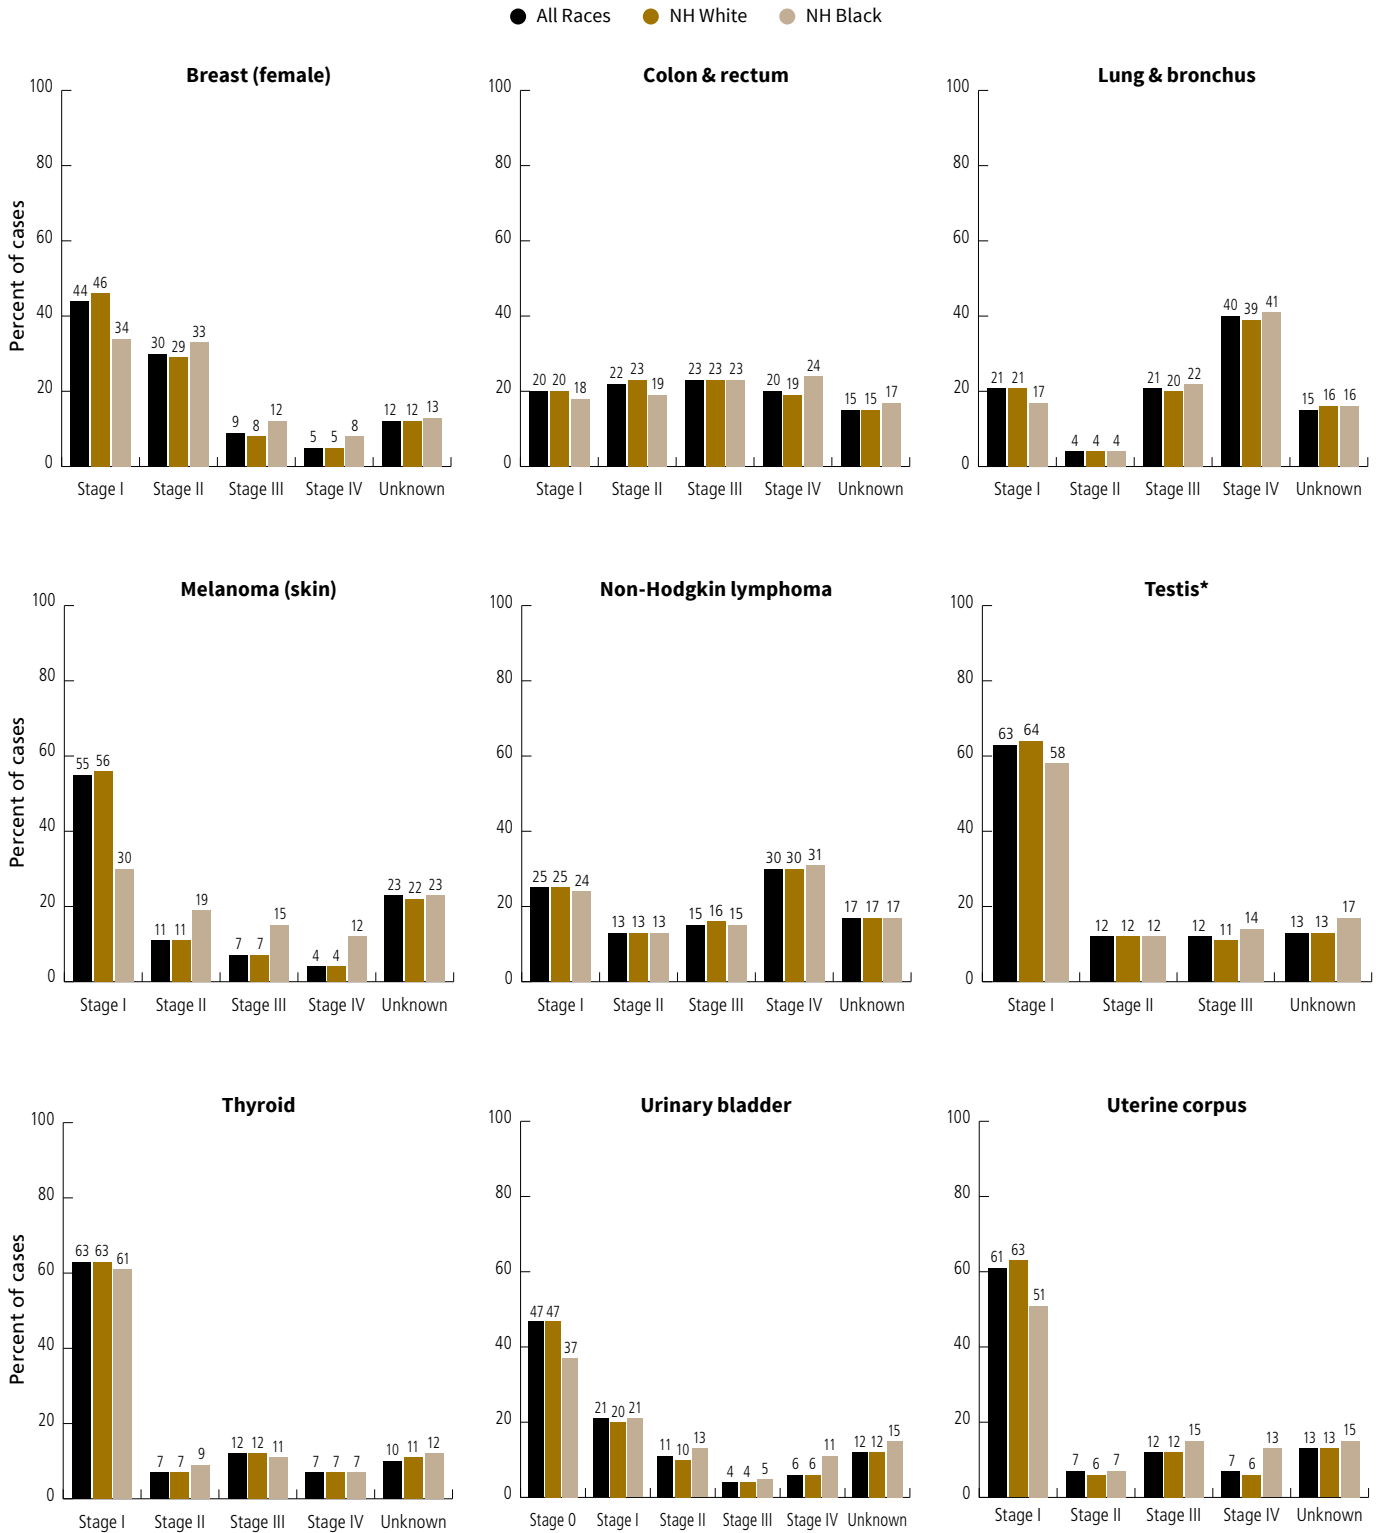 All Races NH White NH Black
Breast (female) Colon & rectum Lung & bronchus
Percent of cases
100 80 60 40 20 0
44 46 34 30 29 33 9 8 12 5 5 8 12 12 13
Stage I Stage II Stage III Stage IV Unknown
100 80 60 40 20 0
20 20 18 22 23 19 23 23 23 20 19 24 15 15 17
Stage I Stage II Stage III Stage IV Unknown
100 80 60 40 20 0
21 21 17 4 4 4 21 20 22 40 39 41 15 16 16
Stage I Stage II Stage III Stage IV Unknown
Melanoma (skin) Non-Hodgkin lymphoma Testis*
Percent of cases
100 80 60 40 20 0
55 56 30 11 11 19 7 7 15 4 4 12 23 22 23
Stage I Stage II Stage III Stage IV Unknown
100 80 60 40 20 0
25 25 24 13 13 13 15 16 15 30 30 31 17 17 17
Stage I Stage II Stage III Stage IV Unknown
100 80 60 40 20 0
63 64 58 12 12 12 12 11 14 13 13 17
Stage I Stage II Stage III Unknown
Thyroid Urinary bladder Uterine corpus
Percent of cases
100 80 60 40 20 0
63 63 61 7 7 9 12 12 11 7 7 7 10 11 12
Stage I Stage II Stage III Stage IV Unknown
100 80 60 40 20 0
47 47 37 21 20 21 11 10 13 4 4 5 6 6 11 12 12 15
Stage 0 Stage I Stage II Stage III Stage IV Unknown
100 80 60 40 20 0
61 63 51 7 6 7 12 12 15 7 6 13 13 13 15
Stage I Stage II Stage III Stage IV Unknown